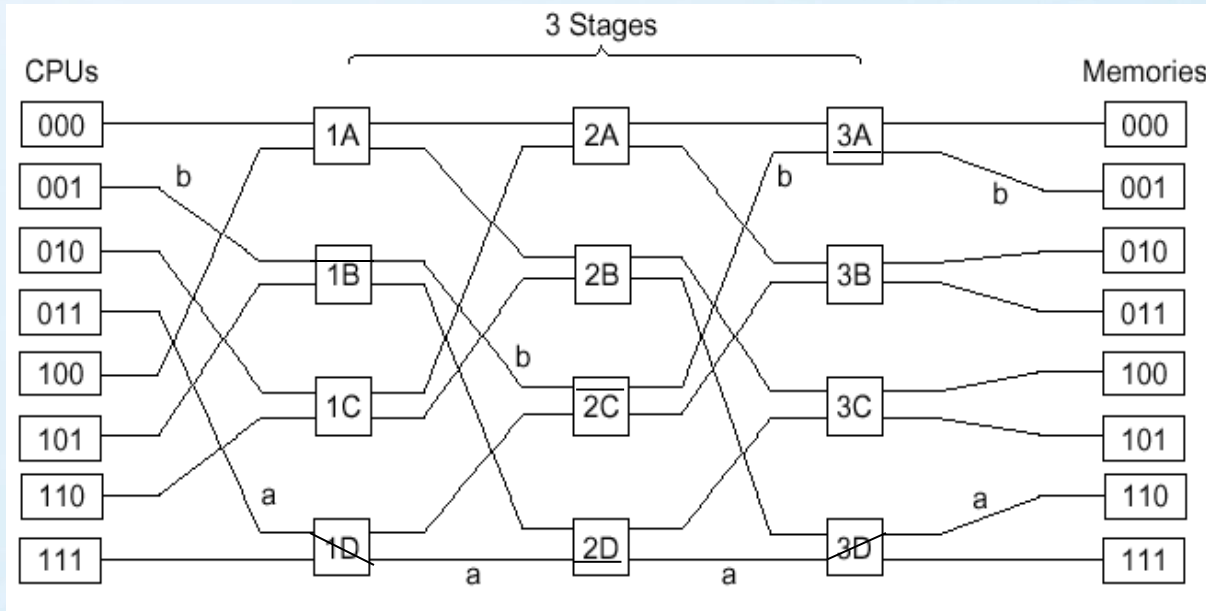 3 Stages
CPUs Memories
000 1A 2A 3A 000
001 b b b 001
010 1B 2B 3B 010
011 011
100 b 100
101 1C 2C 3C 101
110 a a 110
111 1D a 2D a 3D 111
2C